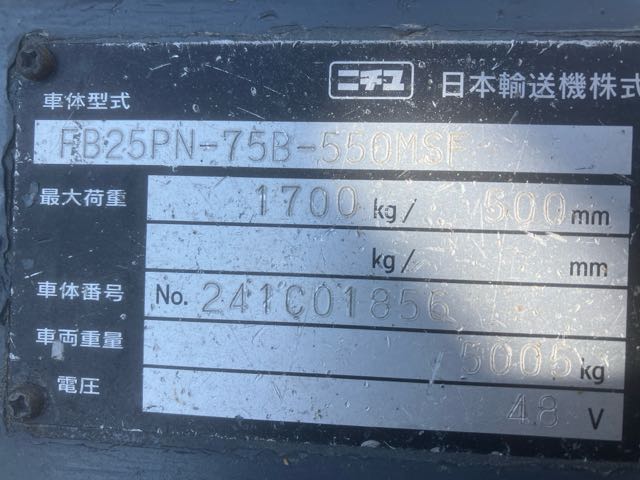 ニチユ 日本輸送機株式
車体型式
FB25PN-75B-550MSF
最大荷重 1700 kg/ 600 mm
kg/ mm
車体番号 No. 241C01856
車両重量 5005 kg
電圧 48 V